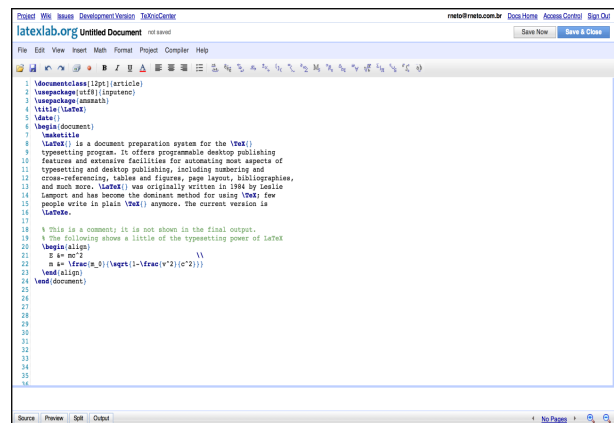 Project Wiki Issues Development Version TeXnicCenter rneto@rneto.com.br Docs Home Access Control Sign Out
latexlab.org Untitled Document not saved Save Now Save & Close
File Edit View Insert Math Format Project Compiler Help
B I U A
1 \documentclass[12pt]{article}
2 \usepackage[utf8]{inputenc}
3 \usepackage{amsmath}
4 \title{\LaTeX}
5 \date{}
6 \begin{document}
7 \maketitle
8 \LaTeX{} is a document preparation system for the \TeX{}
9 typesetting program. It offers programmable desktop publishing
10 features and extensive facilities for automating most aspects of
11 typesetting and desktop publishing, including numbering and
12 cross-referencing, tables and figures, page layout, bibliographies,
13 and much more. \LaTeX{} was originally written in 1984 by Leslie
14 Lamport and has become the dominant method for using \TeX; few
15 people write in plain \TeX{} anymore. The current version is
16 \LaTeXe.
17
18 % This is a comment; it is not shown in the final output.
19 % The following shows a little of the typesetting power of LaTeX
20 \begin{align}
21 E &= mc^2 \\
22 m &= \frac{m_0}{\sqrt{1-\frac{v^2}{c^2}}}
23 \end{align}
24 \end{document}
25
26
27
28
29
30
31
32
33
34
35
36
Source Preview Split Output No Pages